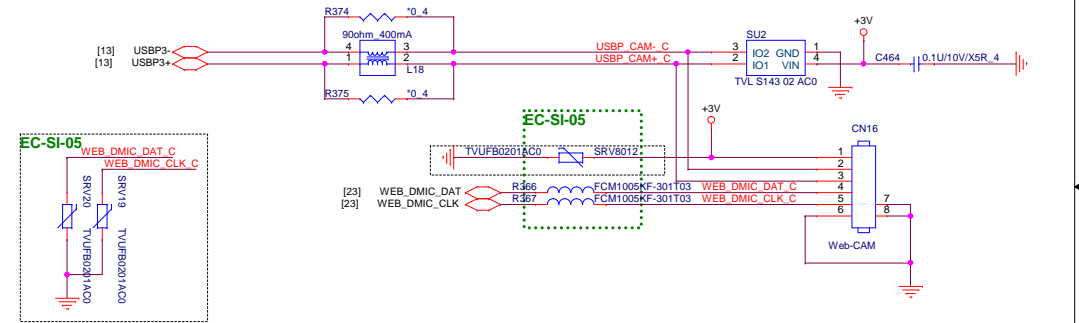 R374 *0_4
90ohm_400mA
[13] USBP3- 4 3 USBP_CAM-_C
[13] USBP3+ 1 2 USBP_CAM+_C
L18
R375 *0_4
SU2
3 IO2 GND 1
2 IO1 VIN 4
TVL S143 02 AC0
+3V
C464 0.1U/10V/X5R_4
EC-SI-05
WEB_DMIC_DAT_C
WEB_DMIC_CLK_C
SRV20
TVUFB0201AC0
SRV19
TVUFB0201AC0
EC-SI-05
+3V
TVUFB0201AC0 SRV8012
[23] WEB_DMIC_DAT R366 FCM1005KF-301T03 WEB_DMIC_DAT_C
[23] WEB_DMIC_CLK R367 FCM1005KF-301T03 WEB_DMIC_CLK_C
CN16
1
2
3
4
5 7
6 8
Web-CAM